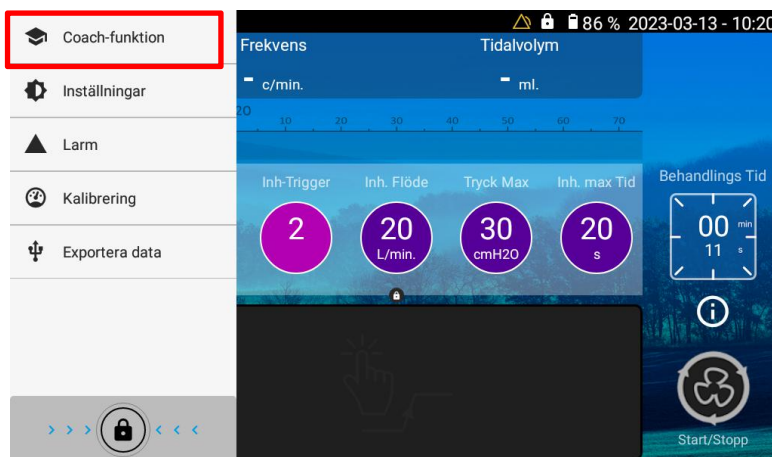 86 % 2023-03-13 - 10:20
Coach-funktion
Inställningar
Larm
Kalibrering
Exportera data
> > > < < <
Frekvens Tidalvolym
- c/min. - ml.
20 10 20 30 40 50 60 70
Inh-Trigger Inh. Flöde Tryck Max Inh. max Tid
2 20 30 20
L/min. cmH2O s
Behandlings Tid
00 min
11 s
Start/Stopp